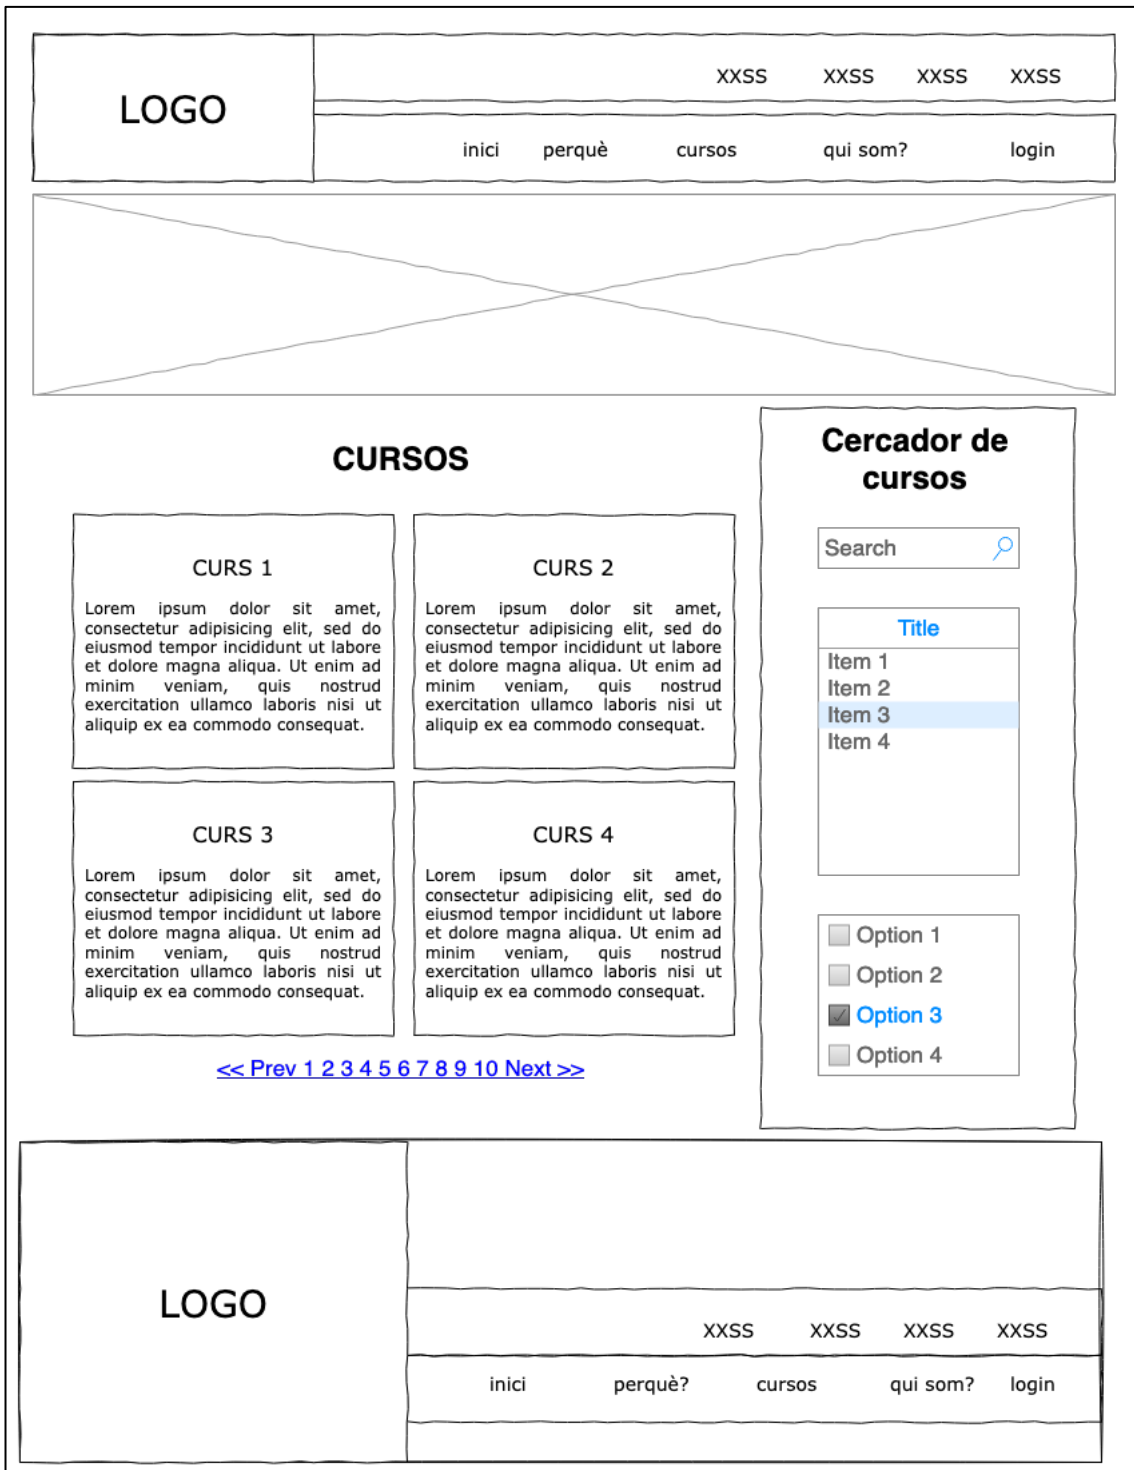 LOGO
XXSS XXSS XXSS XXSS
inici perquè cursos qui som? login
CURSOS
CURS 1
Lorem ipsum dolor sit amet,
consectetur adipisicing elit, sed do
eiusmod tempor incididunt ut labore
et dolore magna aliqua. Ut enim ad
minim veniam, quis nostrud
exercitation ullamco laboris nisi ut
aliquip ex ea commodo consequat.
CURS 2
Lorem ipsum dolor sit amet,
consectetur adipisicing elit, sed do
eiusmod tempor incididunt ut labore
et dolore magna aliqua. Ut enim ad
minim veniam, quis nostrud
exercitation ullamco laboris nisi ut
aliquip ex ea commodo consequat.
CURS 3
Lorem ipsum dolor sit amet,
consectetur adipisicing elit, sed do
eiusmod tempor incididunt ut labore
et dolore magna aliqua. Ut enim ad
minim veniam, quis nostrud
exercitation ullamco laboris nisi ut
aliquip ex ea commodo consequat.
CURS 4
Lorem ipsum dolor sit amet,
consectetur adipisicing elit, sed do
eiusmod tempor incididunt ut labore
et dolore magna aliqua. Ut enim ad
minim veniam, quis nostrud
exercitation ullamco laboris nisi ut
aliquip ex ea commodo consequat.
<< Prev 1 2 3 4 5 6 7 8 9 10 Next >>
Cercador de
cursos
Search
Title
Item 1
Item 2
Item 3
Item 4
Option 1
Option 2
Option 3
Option 4
LOGO
XXSS XXSS XXSS XXSS
inici perquè? cursos qui som? login